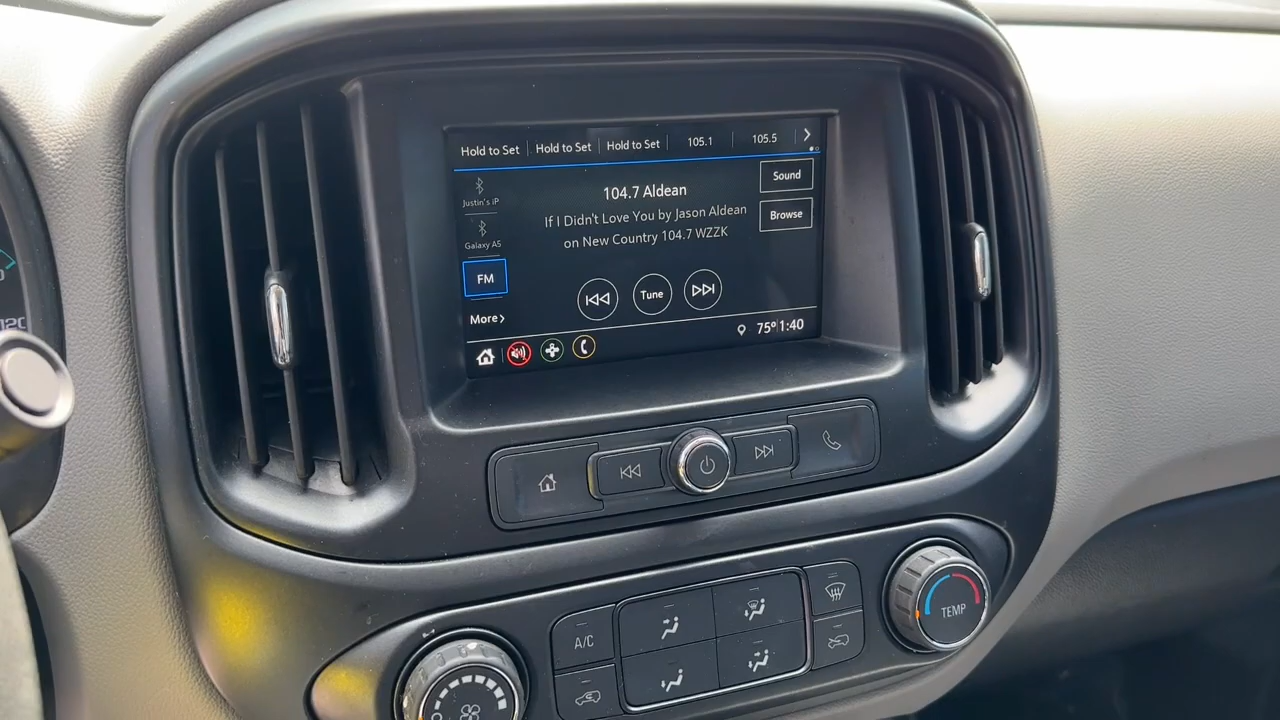 Hold to Set Hold to Set Hold to Set 105.1 105.5
Justin's iP
Galaxy A5
FM
More
104.7 Aldean
If I Didn't Love You by Jason Aldean
on New Country 104.7 WZZK
Sound
Browse
Tune
75° 1:40
120
A/C
TEMP